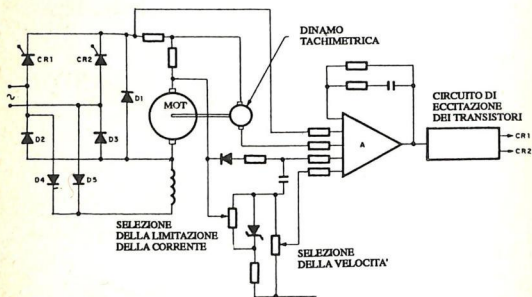 CR1
CR2
D1
D2
D3
D4
D5
MOT
DINAMO
TACHIMETRICA
A
CIRCUITO DI
ECCITAZIONE
DEI TRANSISTORI
CR1
CR2
SELEZIONE
DELLA LIMITAZIONE
DELLA CORRENTE
SELEZIONE
DELLA VELOCITA'